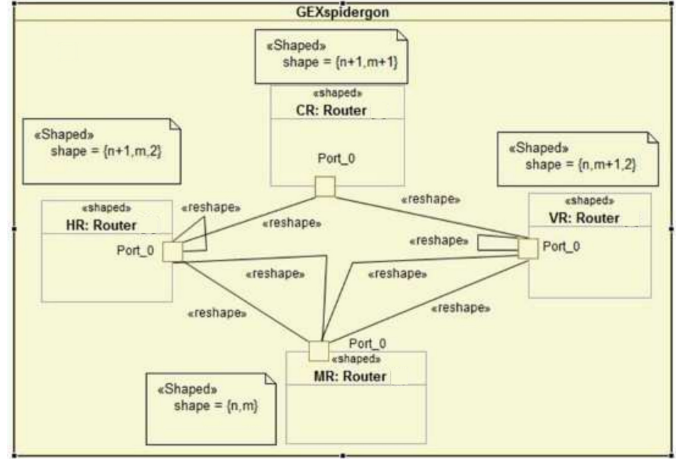 GEXspidergon
«Shaped»
shape = {n+1,m+1}
«shaped»
CR: Router
Port_0
«Shaped»
shape = {n+1,m,2}
«Shaped»
shape = {n,m+1,2}
«shaped»
HR: Router
Port_0
«reshape»
«reshape»
«reshape»
«shaped»
VR: Router
Port_0
«reshape»
«reshape»
«reshape»
«reshape»
«reshape»
Port_0
«shaped»
MR: Router
«Shaped»
shape = {n,m}